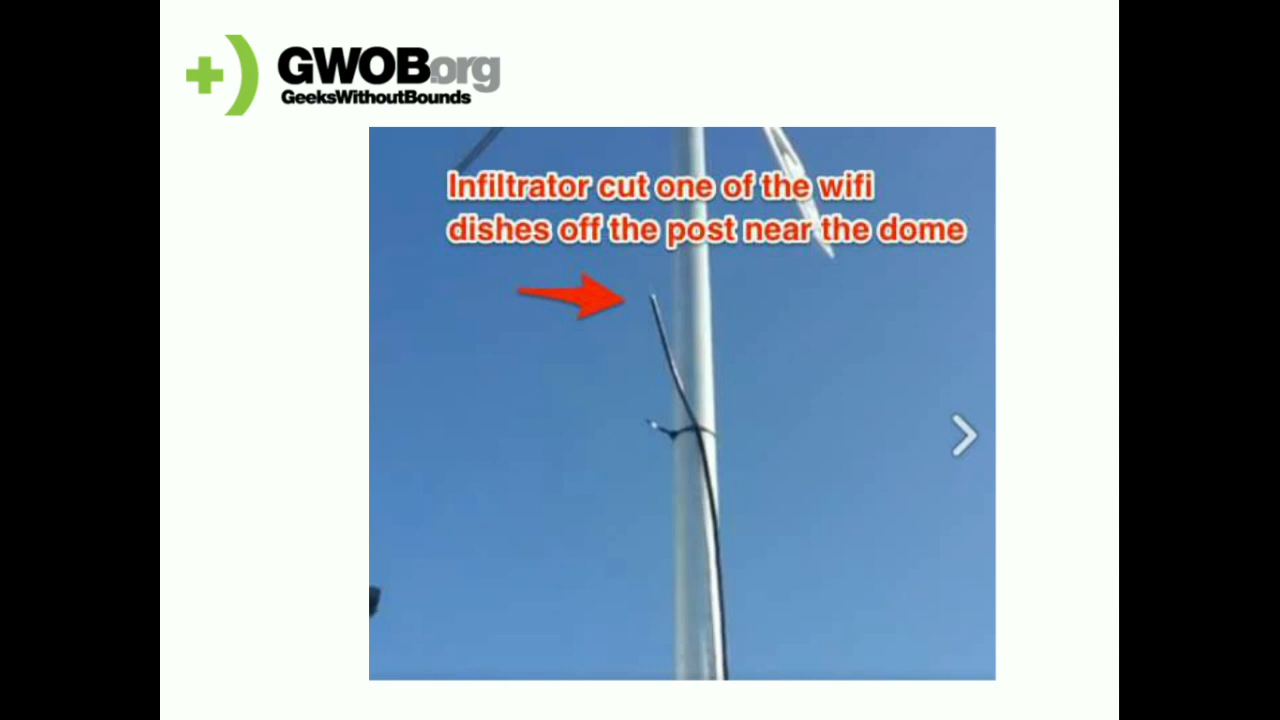 GWOB.org
GeeksWithoutBounds
Infiltrator cut one of the wifi
dishes off the post near the dome